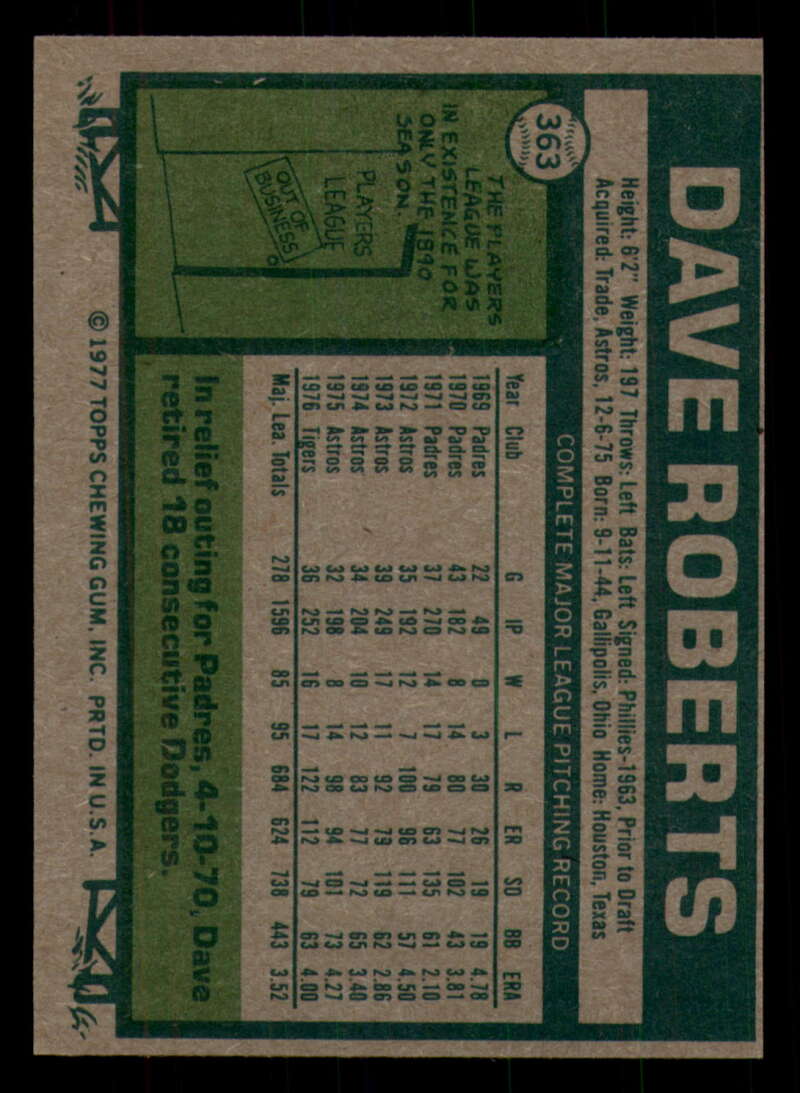 363
DAVE ROBERTS
Height: 6'2" Weight: 197 Throws: Left Bats: Left Signed: Phillies-1963, Prior to Draft
Acquired: Trade, Astros, 12-6-75 Born: 9-11-44, Gallipolis, Ohio Home: Houston, Texas
THE PLAYERS
LEAGUE WAS
IN EXISTENCE FOR
ONLY THE 1890
SEASON.
PLAYERS
LEAGUE
OUT OF
BUSINESS
COMPLETE MAJOR LEAGUE PITCHING RECORD
Year Club G IP W L R ER SO BB ERA
1969 Padres 22 49 0 3 30 26 19 19 4.78
1970 Padres 43 182 8 14 80 77 102 43 3.81
1971 Padres 37 270 14 17 79 63 135 61 2.10
1972 Astros 35 192 12 7 100 96 111 57 4.50
1973 Astros 39 249 17 11 92 79 119 62 2.86
1974 Astros 34 204 10 12 83 77 72 65 3.40
1975 Astros 32 198 8 14 98 94 101 73 4.27
1976 Tigers 36 252 16 17 122 112 79 63 4.00
Maj. Lea. Totals 278 1596 85 95 684 624 738 443 3.52
In relief outing for Padres, 4-10-70, Dave
retired 18 consecutive Dodgers.
© 1977 TOPPS CHEWING GUM, INC. PRTD. IN U.S.A.